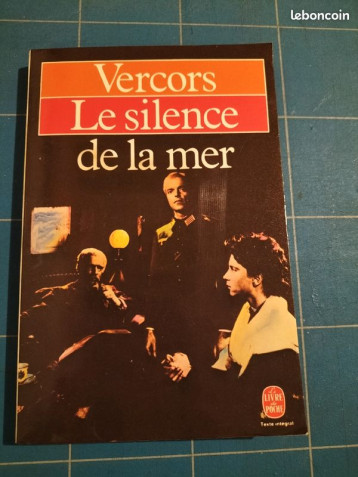 leboncoin
Vercors
Le silence
de la mer
LE
LIVRE
DE
POCHE
Texte intégral